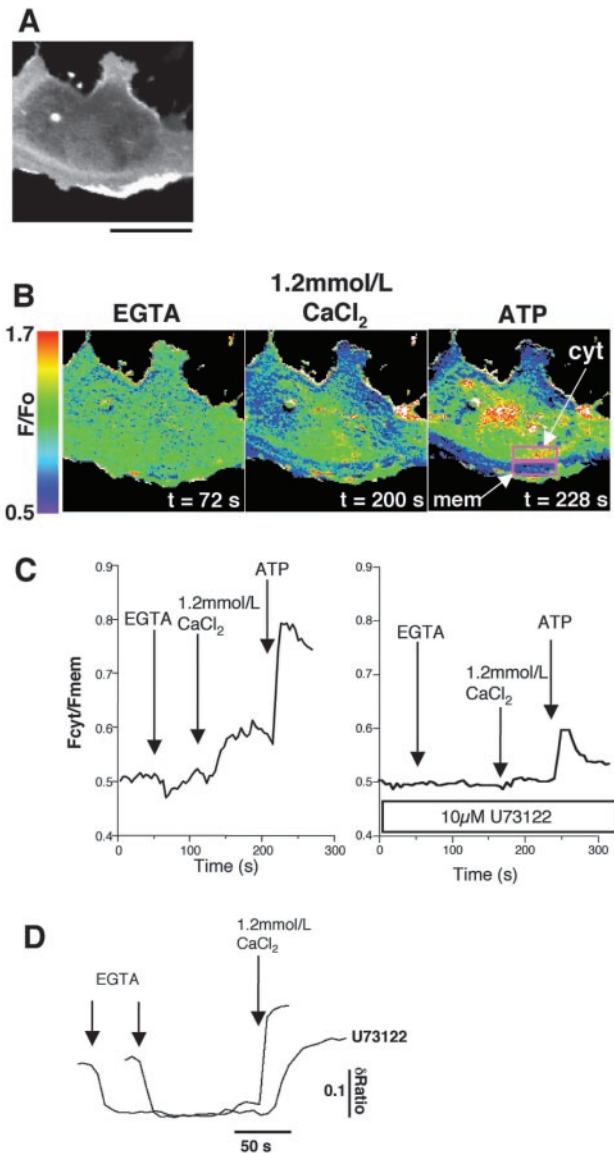 A
B
EGTA
1.2mmol/L
CaCl2
ATP
1.7
F/Fo
0.5
cyt
mem
t = 72 s
t = 200 s
t = 228 s
C
0.9
0.8
0.7
0.6
0.5
0.4
Fcyt/Fmem
EGTA
1.2mmol/L
CaCl2
ATP
0
100
200
300
Time (s)
0.9
0.8
0.7
0.6
0.5
0.4
EGTA
1.2mmol/L
CaCl2
ATP
10µM U73122
0
100
200
300
Time (s)
D
EGTA
1.2mmol/L
CaCl2
U73122
0.1
δRatio
50 s